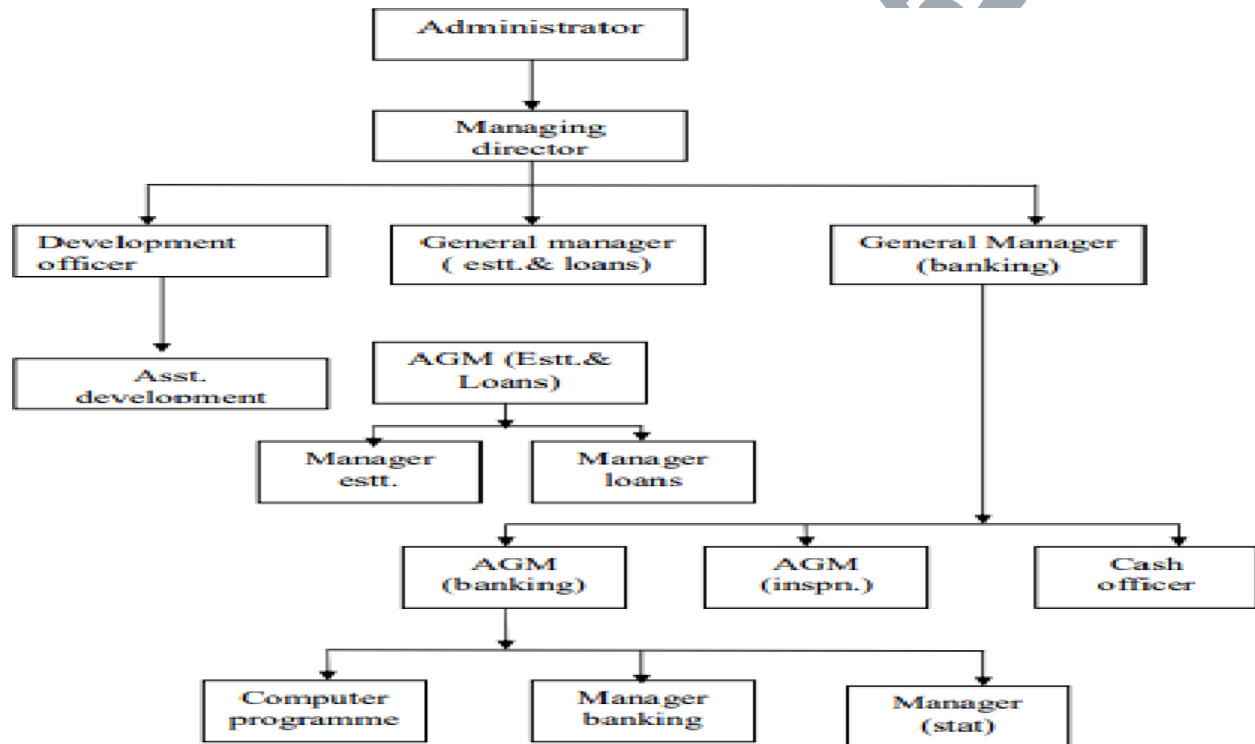 Administrator
Managing
director
Development
officer
General manager
( estt.& loans)
General Manager
(banking)
Asst.
development
AGM (Estt.&
Loans)
Manager
estt.
Manager
loans
AGM
(banking)
AGM
(inspn.)
Cash
officer
Computer
programme
Manager
banking
Manager
(stat)